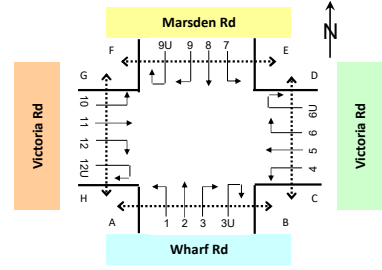 Marsden Rd
N
F 9U 9 8 7 E
G D
10 6U
11 6
12 5
12U 4
Victoria Rd
Victoria Rd
H C
A 1 2 3 3U B
Wharf Rd